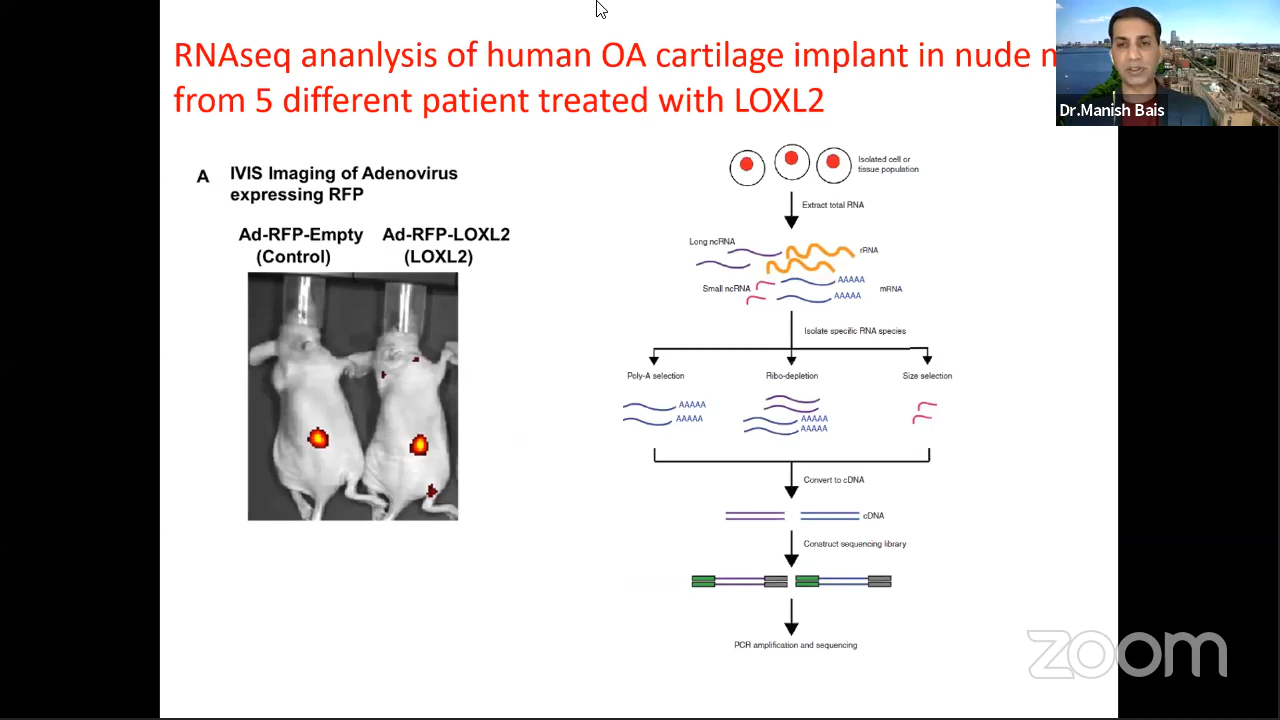 RNAseq ananlysis of human OA cartilage implant in nude
from 5 different patient treated with LOXL2
Dr.Manish Bais
A
IVIS Imaging of Adenovirus
expressing RFP
Ad-RFP-Empty
(Control)
Ad-RFP-LOXL2
(LOXL2)
Isolated cell or
tissue population
Extract total RNA
Long ncRNA
rRNA
Small ncRNA
AAAAA
AAAAA
mRNA
Isolate specific RNA species
Poly-A selection
Ribo-depletion
Size selection
AAAAA
AAAAA
AAAAA
AAAAA
Convert to cDNA
cDNA
Construct sequencing library
PCR amplification and sequencing
zoom